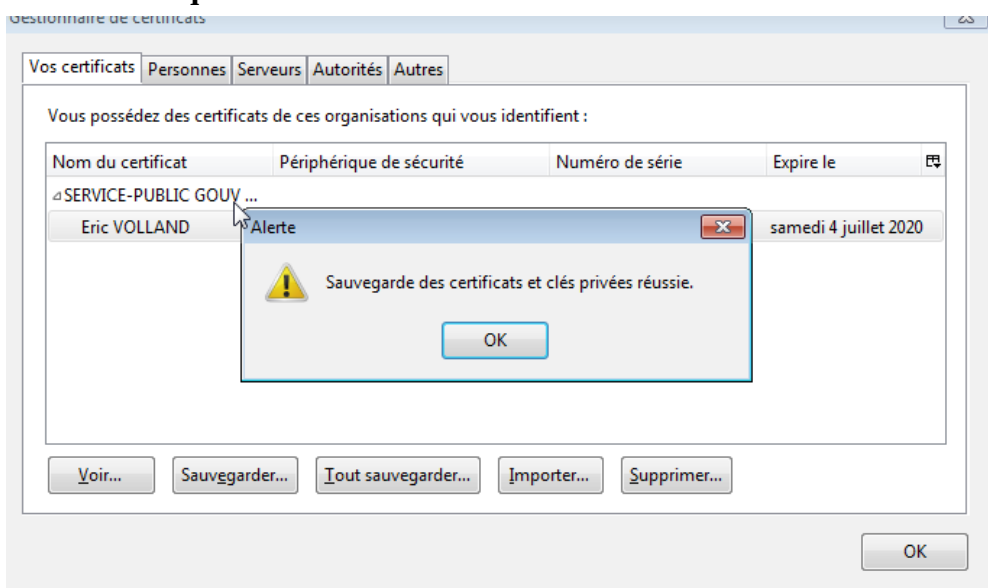 Gestionnaire de certificats
Vos certificats Personnes Serveurs Autorités Autres
Vous possédez des certificats de ces organisations qui vous identifient :
Nom du certificat Périphérique de sécurité Numéro de série Expire le
SERVICE-PUBLIC GOUV ...
Eric VOLLAND samedi 4 juillet 2020
Alerte
Sauvegarde des certificats et clés privées réussie.
OK
Voir... Sauvegarder... Tout sauvegarder... Importer... Supprimer...
OK